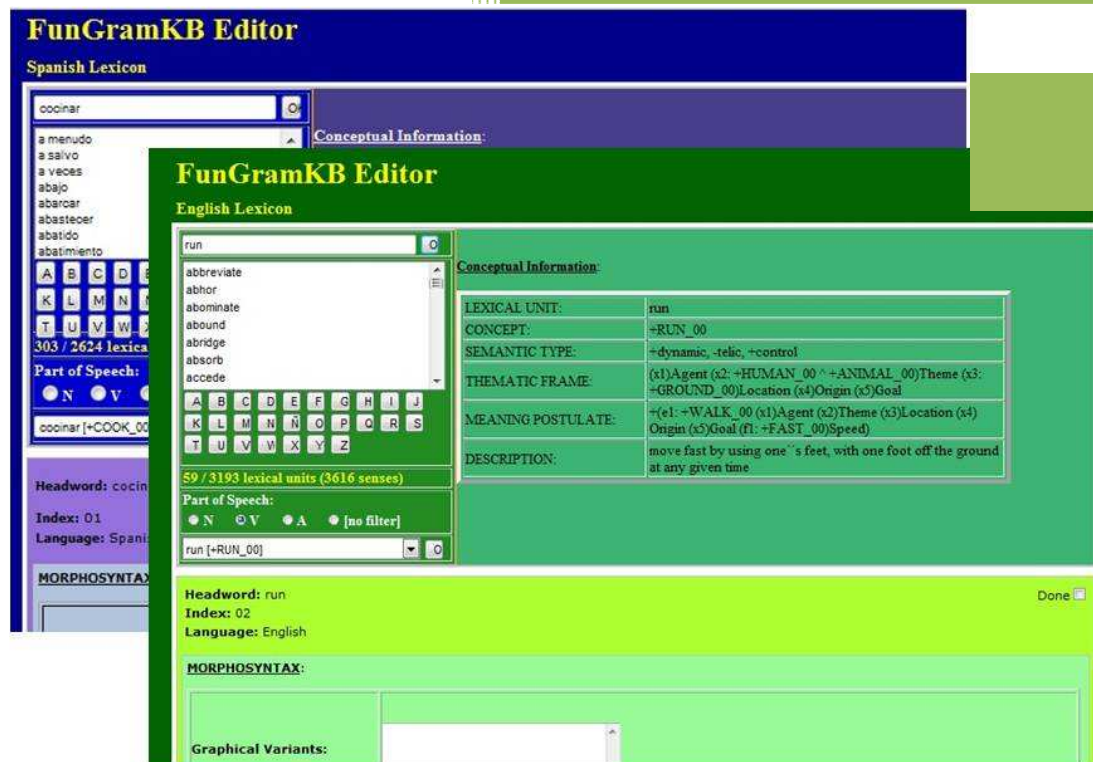 FunGramKB Editor
Spanish Lexicon
cocinar
Conceptual Information:
a menudo
a salvo
a veces
abajo
abarcar
abastecer
abatido
abatimiento
A B C D
K L M N
T U V W
303 / 2624 lexica
Part of Speech:
N V
cocinar [+COOK_00
Headword: cocin
Index: 01
Language: Spani
MORPHOSYNTAX
FunGramKB Editor
English Lexicon
run O
abbreviate
abhor
abominate
abound
abridge
absorb
accede
A B C D E F G H I J
K L M N Ñ O P Q R S
T U V W X Y Z
59 / 3193 lexical units (3616 senses)
Part of Speech:
N V A [no filter]
run [+RUN_00] O
Conceptual Information:
LEXICAL UNIT: run
CONCEPT: +RUN_00
SEMANTIC TYPE: +dynamic, -telic, +control
THEMATIC FRAME: (x1)Agent (x2: +HUMAN_00 ^ +ANIMAL_00)Theme (x3:
+GROUND_00)Location (x4)Origin (x5)Goal
MEANING POSTULATE: +(e1: +WALK_00 (x1)Agent (x2)Theme (x3)Location (x4)
Origin (x5)Goal (f1: +FAST_00)Speed)
DESCRIPTION: move fast by using one´´s feet, with one foot off the ground
at any given time
Headword: run Done
Index: 02
Language: English
MORPHOSYNTAX:
Graphical Variants: